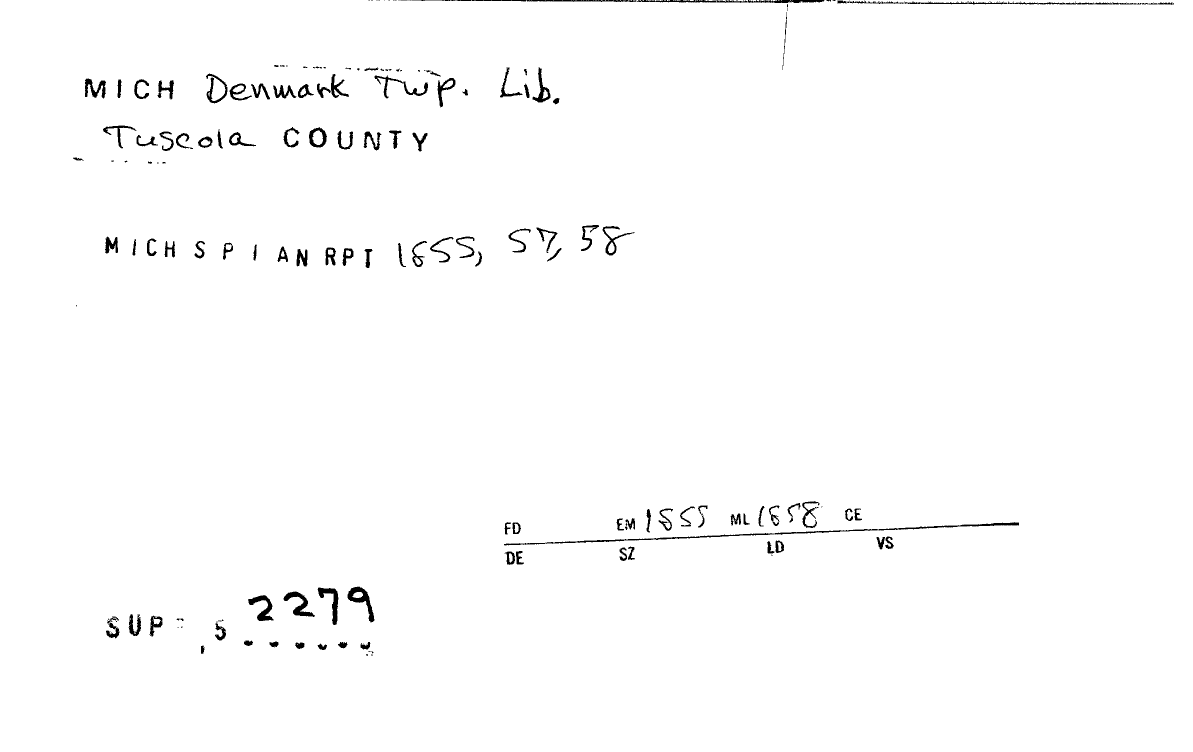 MICH Denmark Twp. Lib.
Tuscola COUNTY
MICH SPI AN RPT 1855, 57, 58
FD EM 1855 ML 1858 CE
DE SZ LD VS
SUP= ,5 2279